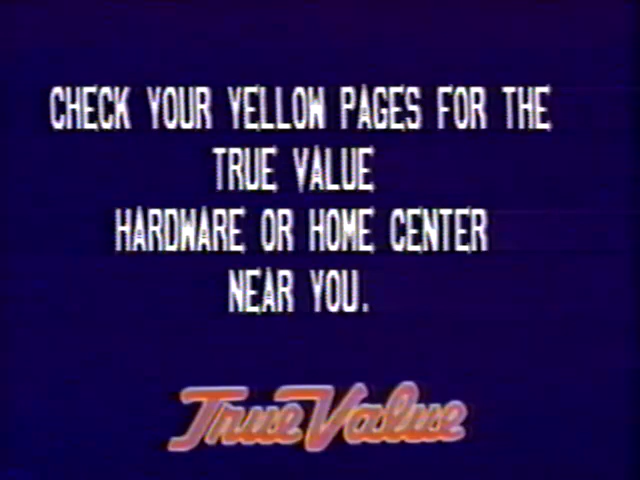 CHECK YOUR YELLOW PAGES FOR THE
TRUE VALUE
HARDWARE OR HOME CENTER
NEAR YOU.
True Value